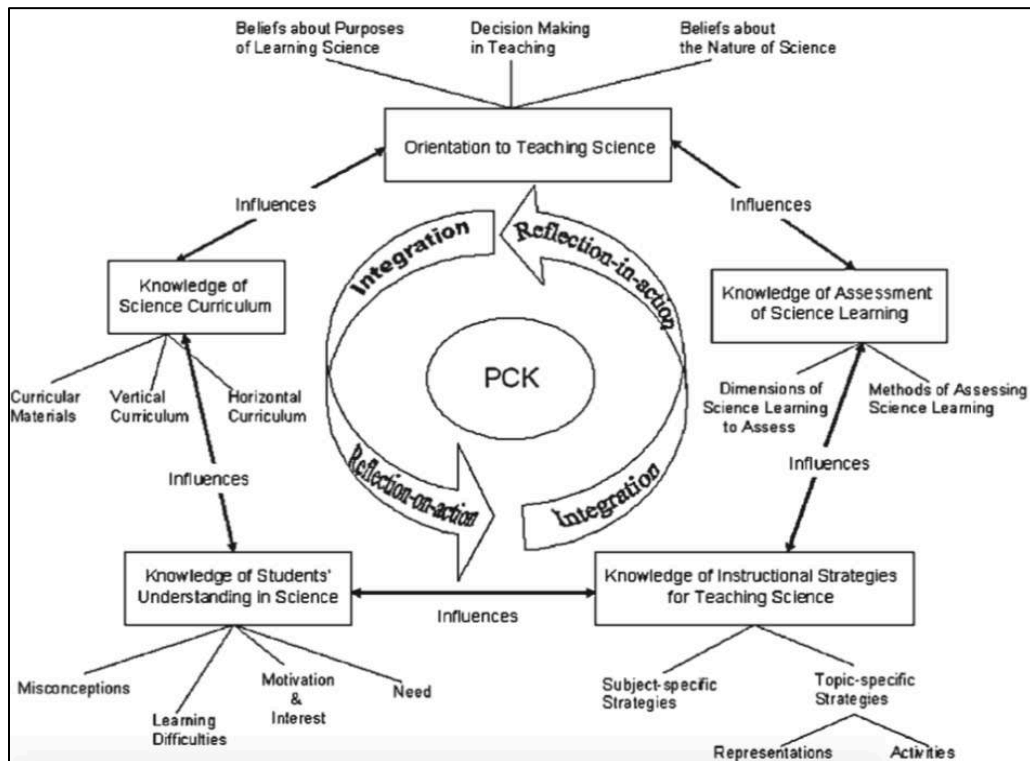 Beliefs about Purposes
of Learning Science
Decision Making
in Teaching
Beliefs about
the Nature of Science
Orientation to Teaching Science
Influences
Influences
Integration
Reflection-in-action
Knowledge of
Science Curriculum
Knowledge of Assessment
of Science Learning
PCK
Curricular
Materials
Vertical
Curriculum
Horizontal
Curriculum
Dimensions of
Science Learning
to Assess
Methods of Assessing
Science Learning
Influences
Influences
Reflection-on-action
Integration
Knowledge of Students'
Understanding in Science
Influences
Knowledge of Instructional Strategies
for Teaching Science
Misconceptions
Learning
Difficulties
Motivation
&
Interest
Need
Subject-specific
Strategies
Topic-specific
Strategies
Representations
Activities